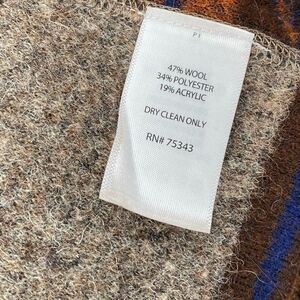 P I
47% WOOL
34% POLYESTER
19% ACRYLIC
DRY CLEAN ONLY
RN# 75343